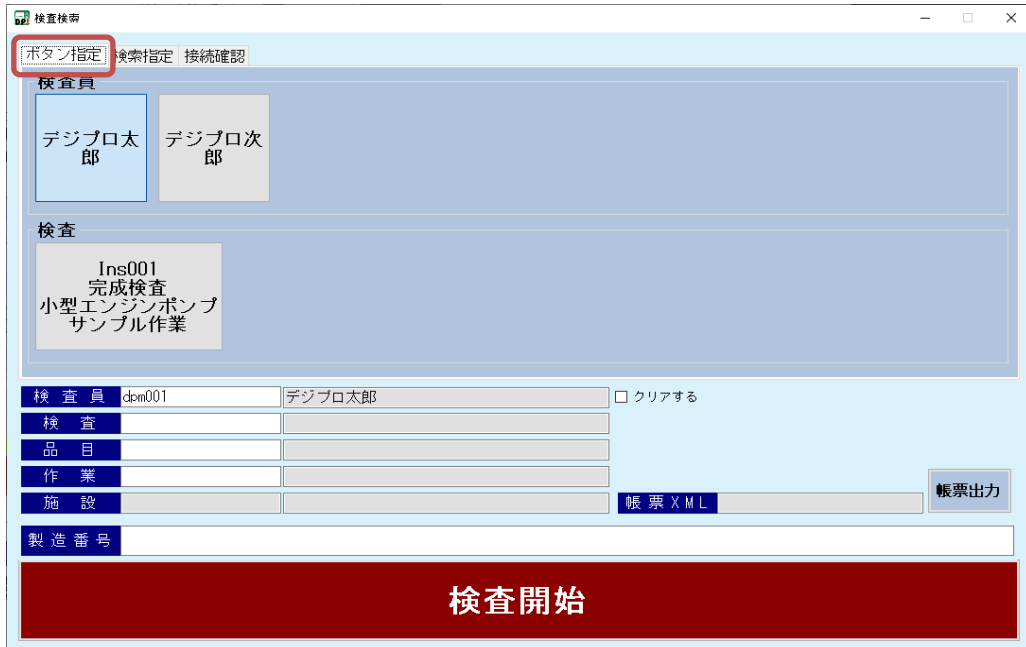 検査検索
ボタン指定 検索指定 接続確認
検査員
デジプロ太
郎
デジプロ次
郎
検査
Ins001
完成検査
小型エンジンポンプ
サンプル作業
検査員 dpm001 デジプロ太郎 クリアする
検査
品目
作業
施設 帳票XML 帳票出力
製造番号
検査開始